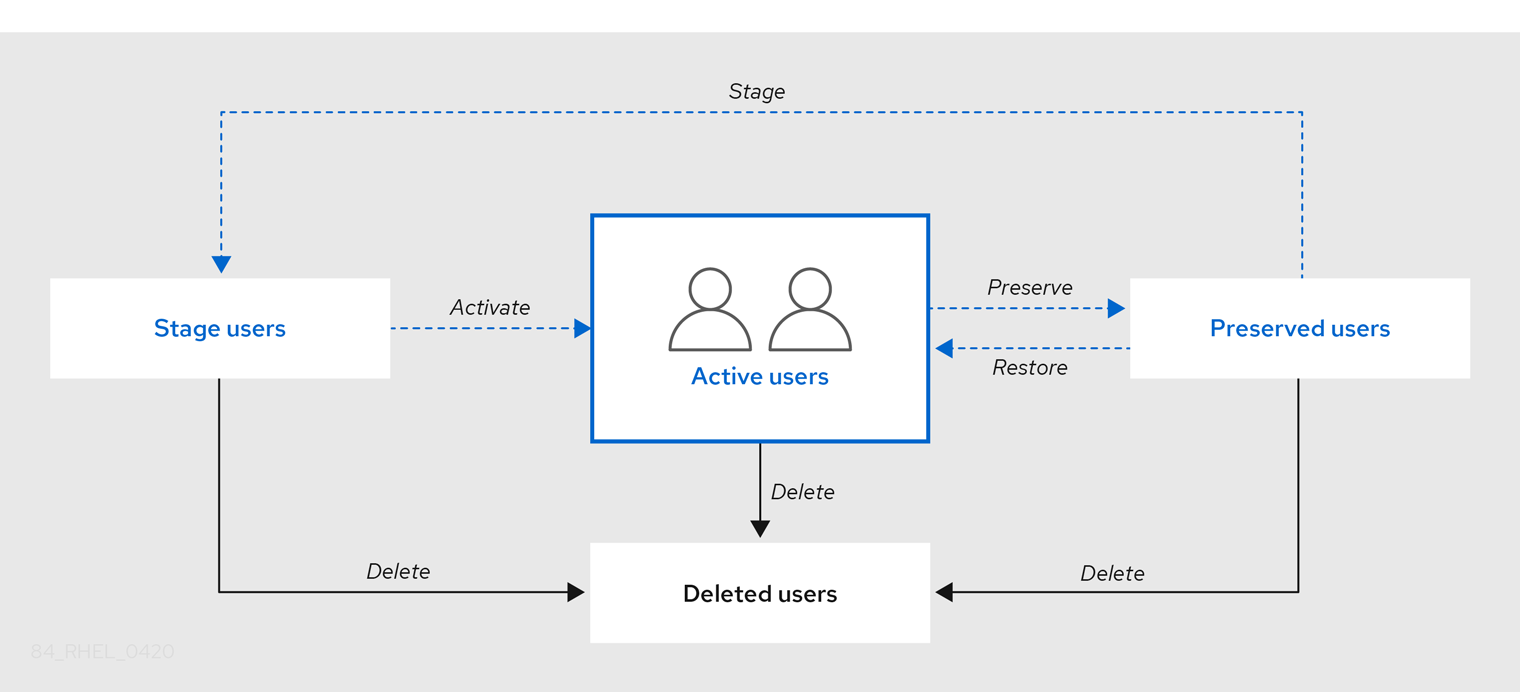 Stage
Activate
Preserve
Stage users
Preserved users
Restore
Active users
Delete
Delete
Delete
Deleted users
84_RHEL_0420